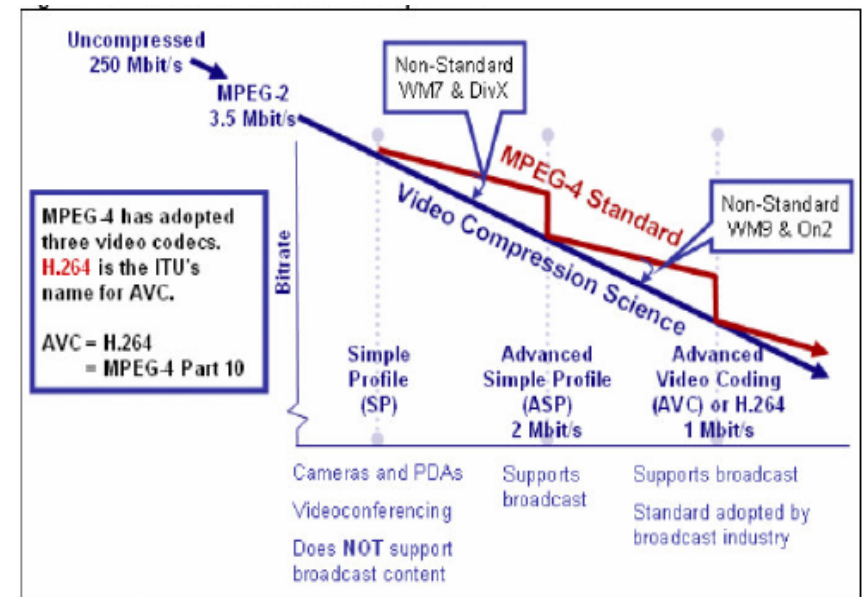 Uncompressed
250 Mbit/s
MPEG-2
3.5 Mbit/s
Non-Standard
WM7 & DivX
MPEG-4 Standard
Video Compression Science
Non-Standard
WM9 & On2
MPEG-4 has adopted
three video codecs.
H.264 is the ITU's
name for AVC.
AVC = H.264
= MPEG-4 Part 10
Bitrate
Simple
Profile
(SP)
Advanced
Simple Profile
(ASP)
2 Mbit/s
Advanced
Video Coding
(AVC) or H.264
1 Mbit/s
Cameras and PDAs
Videoconferencing
Does NOT support
broadcast content
Supports
broadcast
Supports broadcast
Standard adopted by
broadcast industry